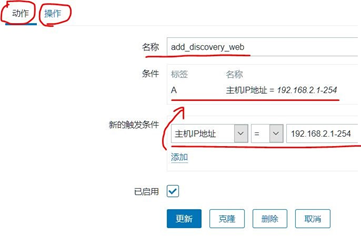 动作 操作
名称 add_discovery_web
条件 标签 名称
A 主机IP地址 = 192.168.2.1-254
新的触发条件
主机IP地址 = 192.168.2.1-254
添加
已启用
更新 克隆 删除 取消